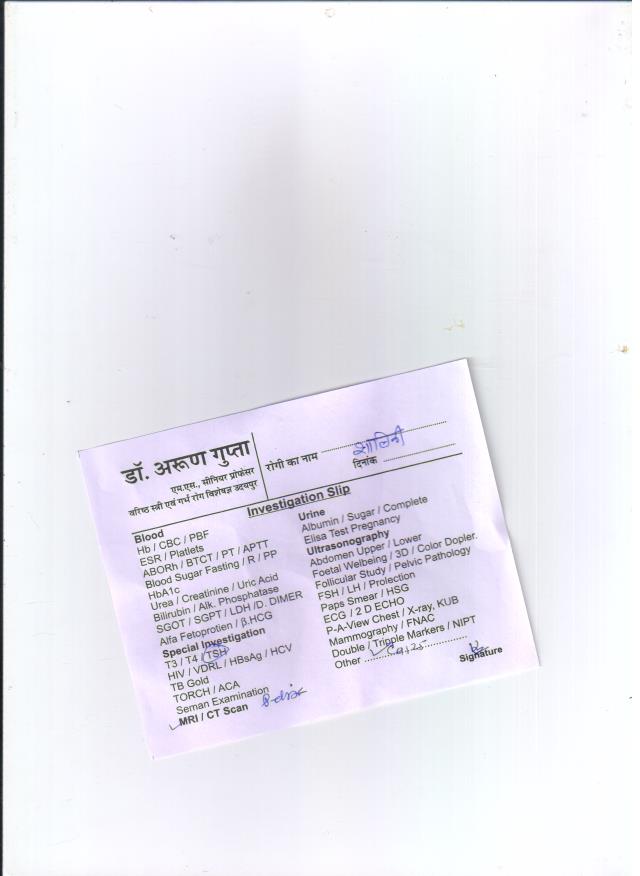 डॉ. अरूण गुप्ता
एम.एस., सीनियर प्रोफेसर
वरिष्ठ स्त्री एवं गर्भ रोग विशेषज्ञ उदयपुर
रोगी का नाम शालिनी
दिनांक
Investigation Slip
Blood
Hb / CBC / PBF
ESR / Platlets
ABORh / BTCT / PT / APTT
Blood Sugar Fasting / R / PP
HbA1c
Urea / Creatinine / Uric Acid
Bilirubin / Alk. Phosphatase
SGOT / SGPT / LDH /D. DIMER
Alfa Fetoprotien / β.HCG
Special Investigation
T3 / T4 / TSH
HIV / VDRL / HBsAg / HCV
TB Gold
TORCH / ACA
Seman Examination
MRI / CT Scan
Urine
Albumin / Sugar / Complete
Elisa Test Pregnancy
Ultrasonography
Abdomen Upper / Lower
Foetal Welbeing / 3D / Color Dopler.
Follicular Study / Pelvic Pathology
FSH / LH / Prolection
Paps Smear / HSG
ECG / 2 D ECHO
P-A-View Chest / X-ray, KUB
Mammography / FNAC
Double / Tripple Markers / NIPT
Other
Signature